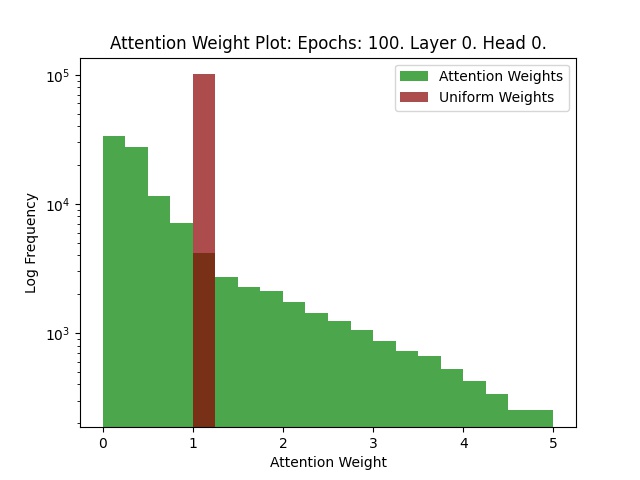 Attention Weight Plot: Epochs: 100. Layer 0. Head 0.
Attention Weights
Uniform Weights
10⁵
10⁴
10³
Log Frequency
0 1 2 3 4 5
Attention Weight